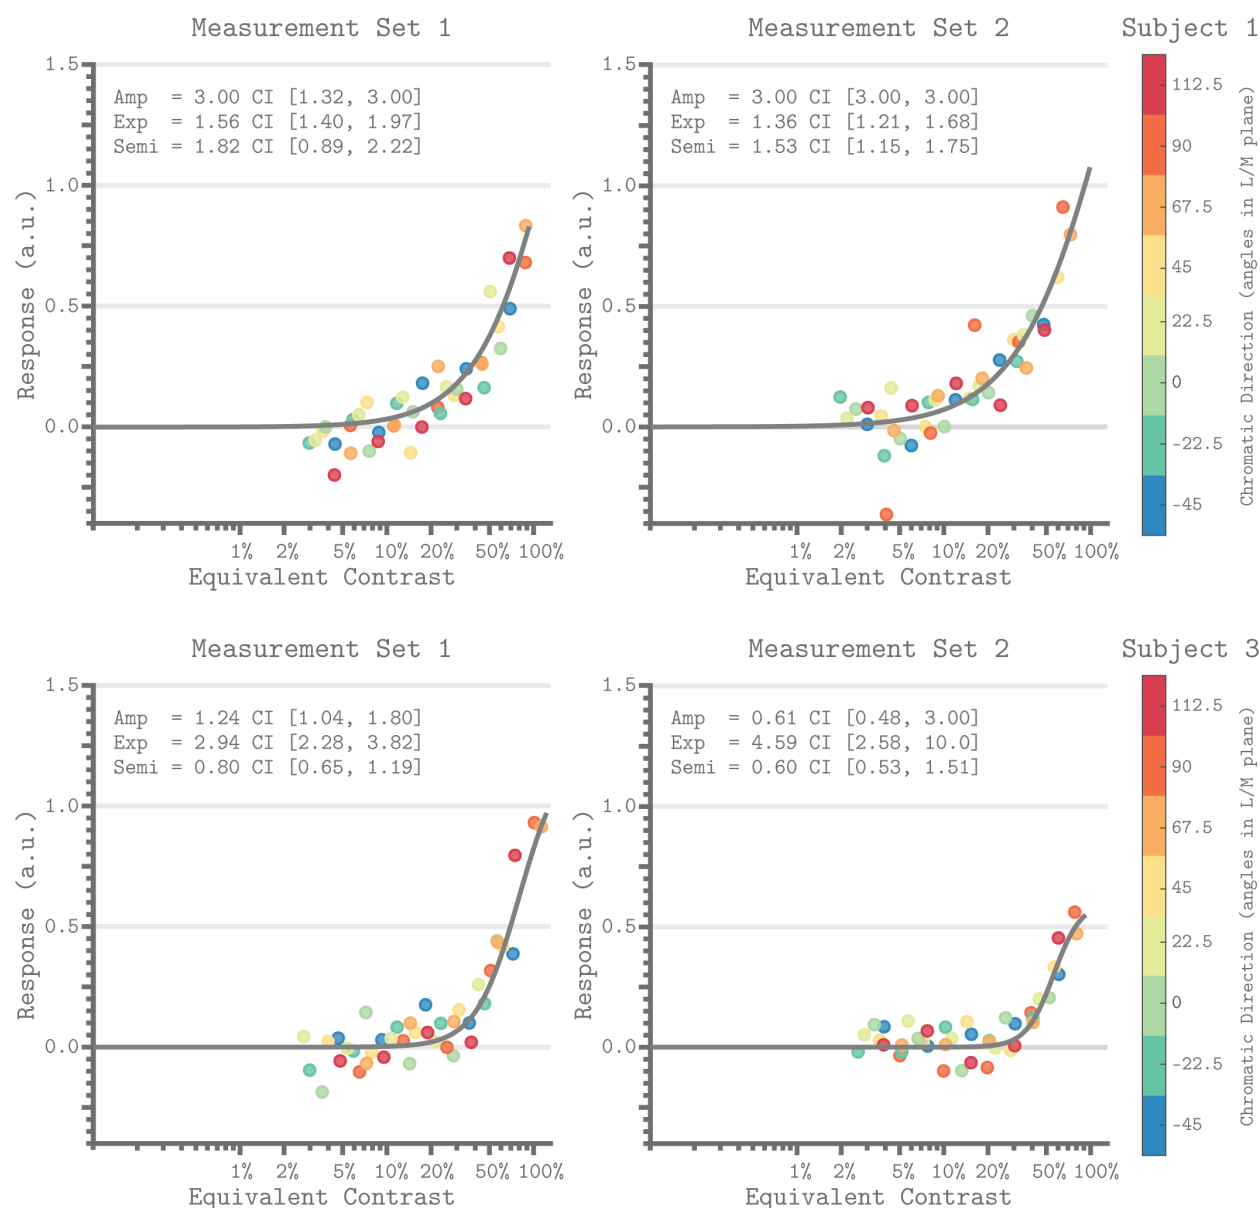 Measurement Set 1
Measurement Set 2
Subject 1
1.5
1.0
0.5
0.0
Response (a.u.)
Amp = 3.00 CI [1.32, 3.00]
Exp = 1.56 CI [1.40, 1.97]
Semi = 1.82 CI [0.89, 2.22]
1% 2% 5% 10% 20% 50% 100%
Equivalent Contrast
1.5
1.0
0.5
0.0
Response (a.u.)
Amp = 3.00 CI [3.00, 3.00]
Exp = 1.36 CI [1.21, 1.68]
Semi = 1.53 CI [1.15, 1.75]
1% 2% 5% 10% 20% 50% 100%
Equivalent Contrast
112.5
90
67.5
45
22.5
0
-22.5
-45
Chromatic Direction (angles in L/M plane)
Measurement Set 1
Measurement Set 2
Subject 3
1.5
1.0
0.5
0.0
Response (a.u.)
Amp = 1.24 CI [1.04, 1.80]
Exp = 2.94 CI [2.28, 3.82]
Semi = 0.80 CI [0.65, 1.19]
1% 2% 5% 10% 20% 50% 100%
Equivalent Contrast
1.5
1.0
0.5
0.0
Response (a.u.)
Amp = 0.61 CI [0.48, 3.00]
Exp = 4.59 CI [2.58, 10.0]
Semi = 0.60 CI [0.53, 1.51]
1% 2% 5% 10% 20% 50% 100%
Equivalent Contrast
112.5
90
67.5
45
22.5
0
-22.5
-45
Chromatic Direction (angles in L/M plane)